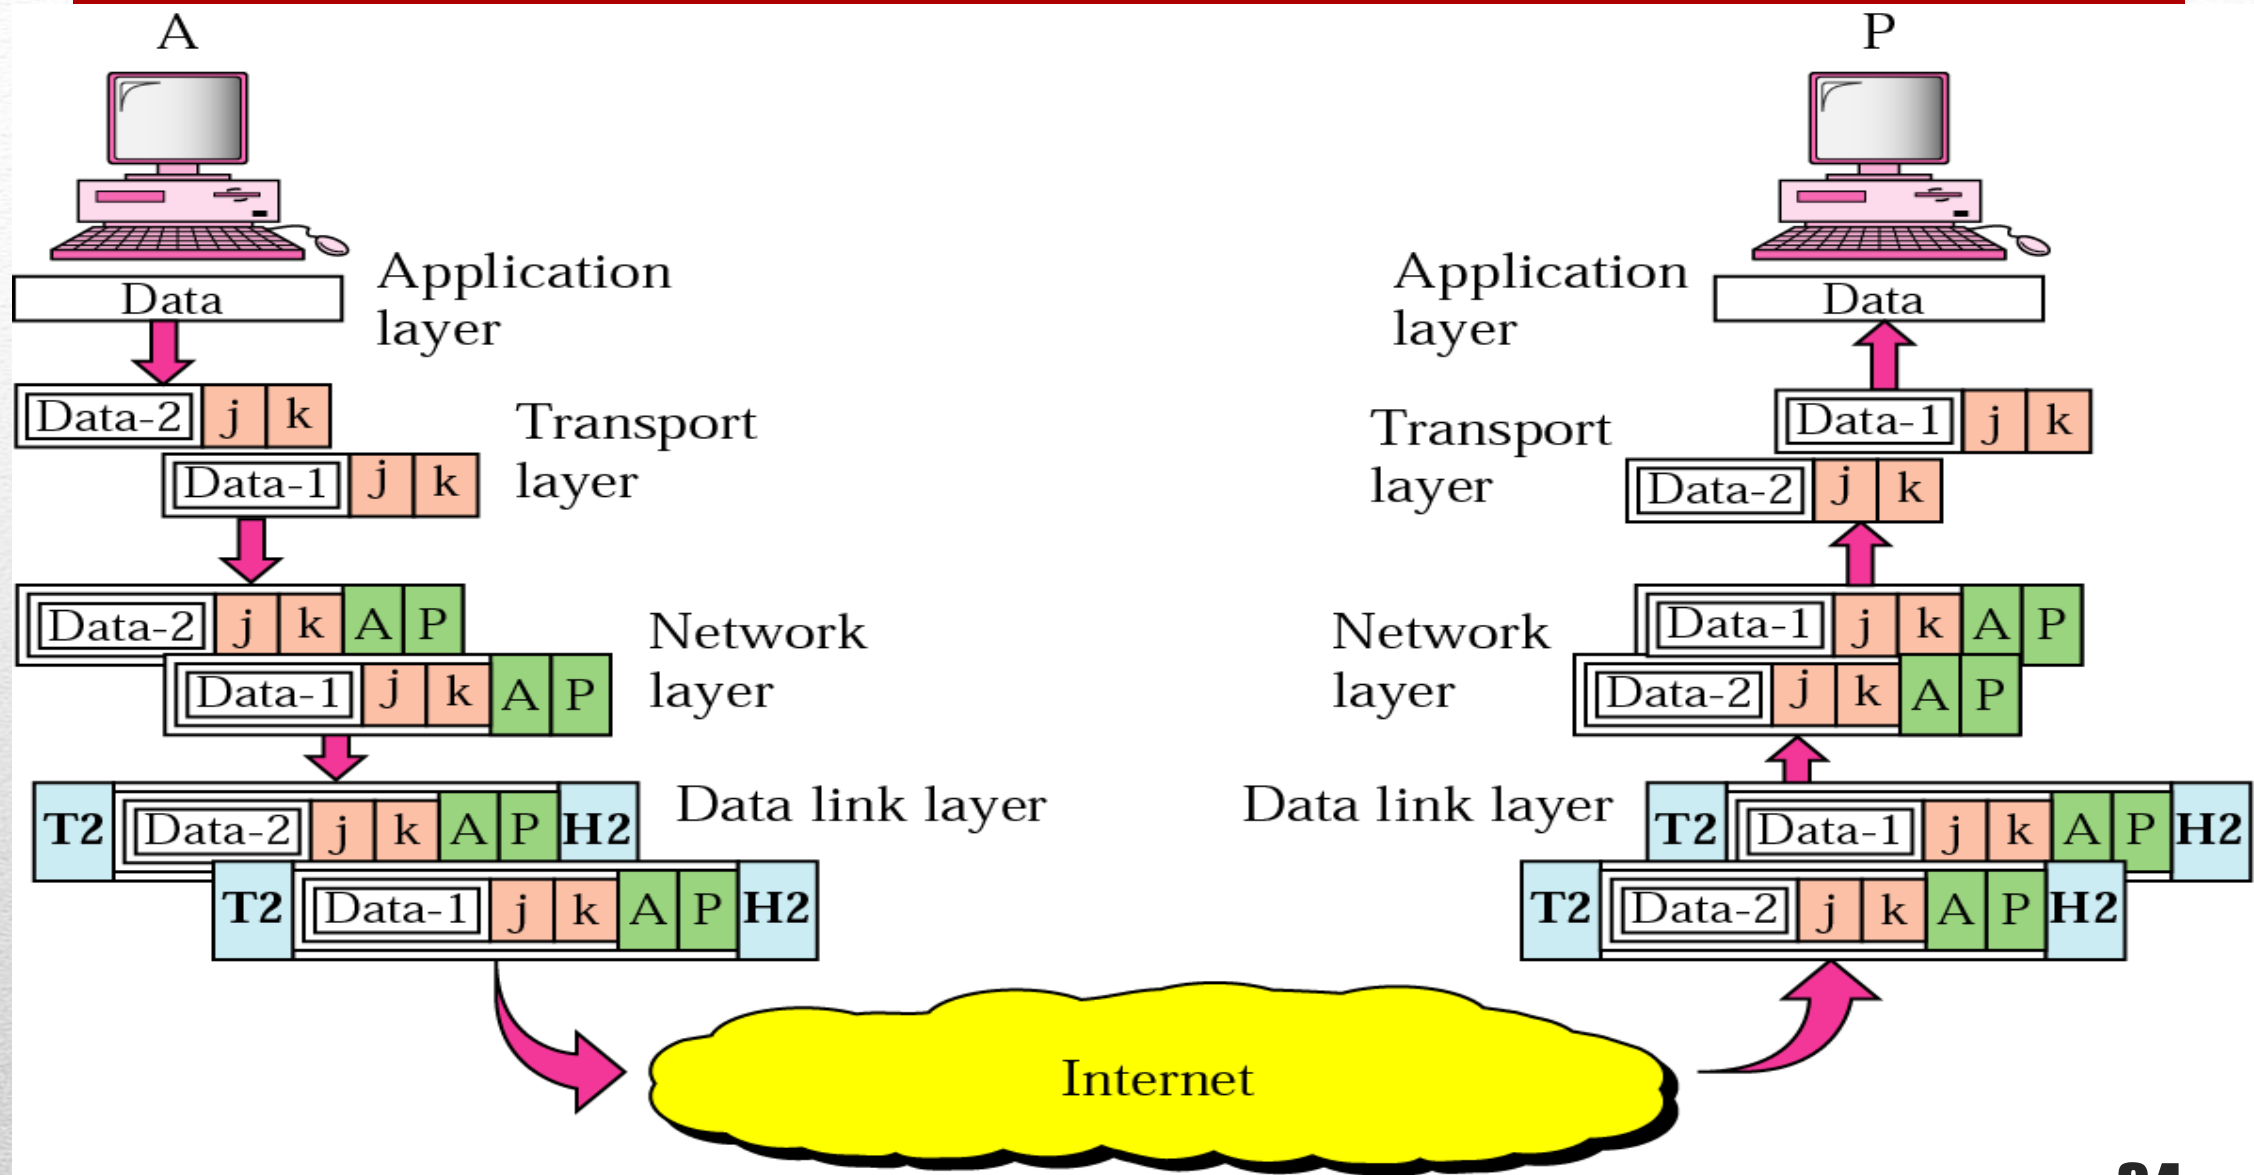 A
P
Application
layer
Data
Application
layer
Data
Data-2 j k
Transport
layer
Data-1 j k
Transport
layer
Data-1 j k
Data-2 j k
Data-2 j k A P
Network
layer
Data-1 j k A P
Network
layer
Data-1 j k A P
Data-2 j k A P
Data link layer
T2 Data-2 j k A P H2
T2 Data-1 j k A P H2
Data link layer
T2 Data-1 j k A P H2
T2 Data-2 j k A P H2
Internet